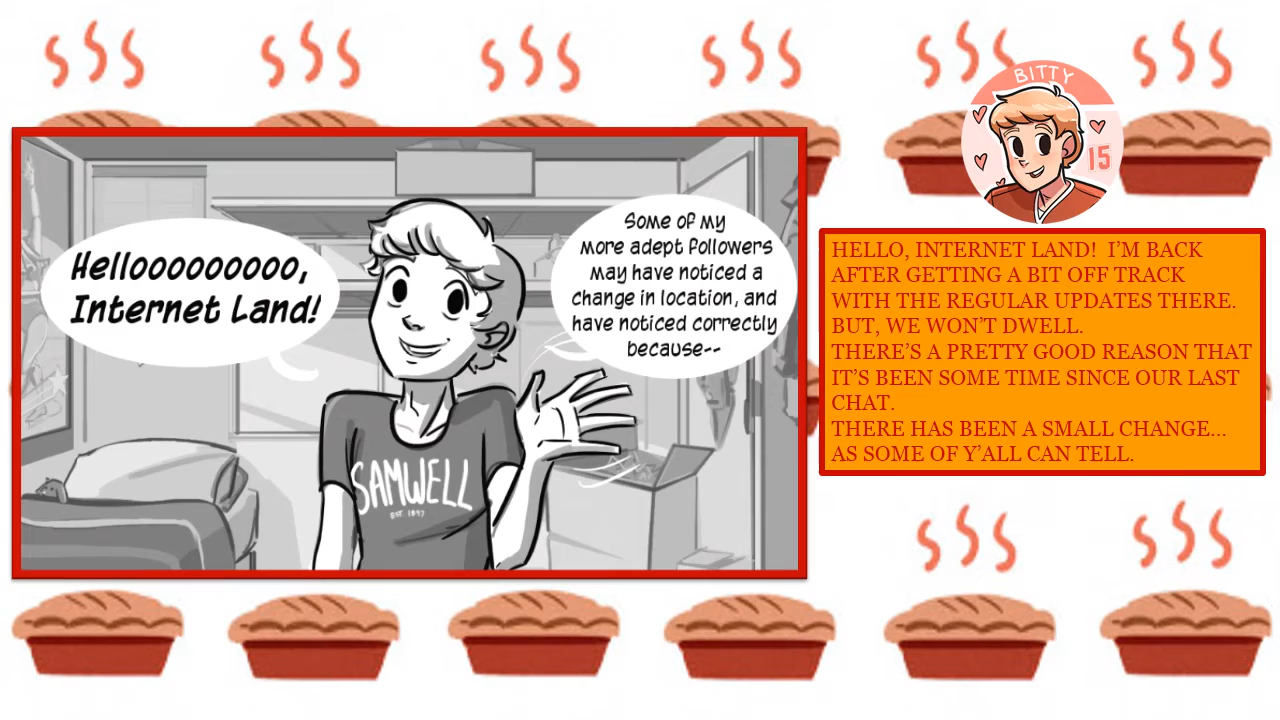 Helloooooooooo,
Internet Land!
Some of my
more adept followers
may have noticed a
change in location, and
have noticed correctly
because--
SAMWELL
EST. 1847
BITTY
15
HELLO, INTERNET LAND!  I'M BACK
AFTER GETTING A BIT OFF TRACK
WITH THE REGULAR UPDATES THERE.
BUT, WE WON'T DWELL.
THERE'S A PRETTY GOOD REASON THAT
IT'S BEEN SOME TIME SINCE OUR LAST
CHAT.
THERE HAS BEEN A SMALL CHANGE...
AS SOME OF Y'ALL CAN TELL.